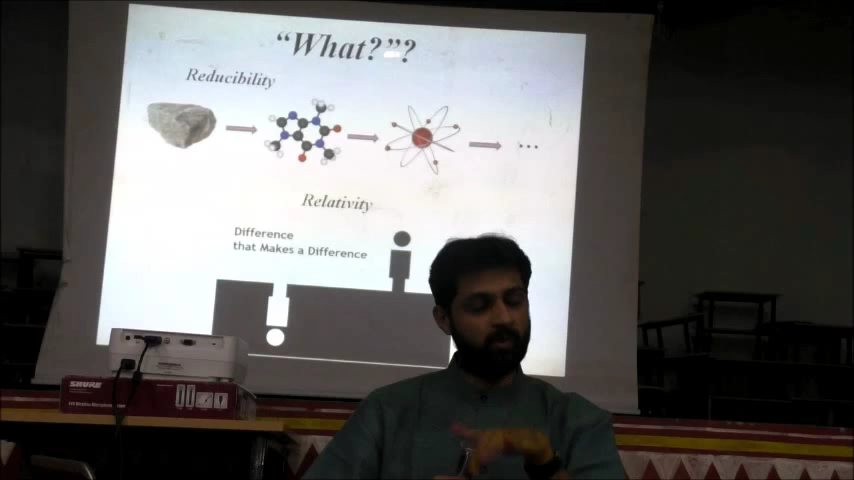 "What?"?
Reducibility
...
Relativity
Difference
that Makes a Difference
SHURE